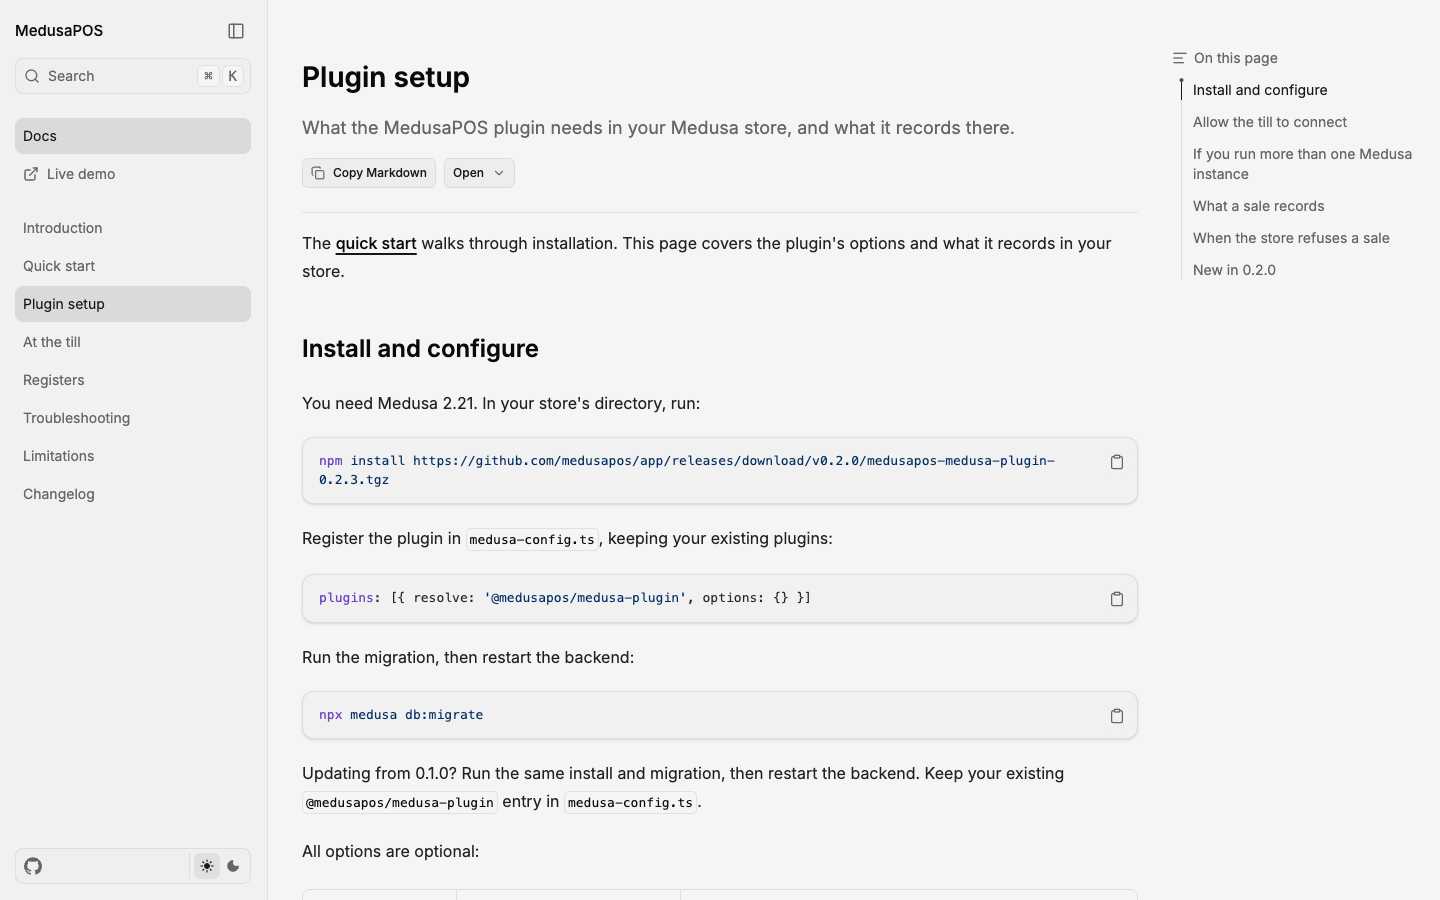 MedusaPOS
Search
⌘ K
Docs
Live demo
Introduction
Quick start
Plugin setup
At the till
Registers
Troubleshooting
Limitations
Changelog
Plugin setup
What the MedusaPOS plugin needs in your Medusa store, and what it records there.
Copy Markdown
Open
The quick start walks through installation. This page covers the plugin's options and what it records in your
store.
Install and configure
You need Medusa 2.21. In your store's directory, run:
npm install https://github.com/medusapos/app/releases/download/v0.2.0/medusapos-medusa-plugin-
0.2.3.tgz
Register the plugin in medusa-config.ts, keeping your existing plugins:
plugins: [{ resolve: '@medusapos/medusa-plugin', options: {} }]
Run the migration, then restart the backend:
npx medusa db:migrate
Updating from 0.1.0? Run the same install and migration, then restart the backend. Keep your existing
@medusapos/medusa-plugin entry in medusa-config.ts.
All options are optional:
On this page
Install and configure
Allow the till to connect
If you run more than one Medusa
instance
What a sale records
When the store refuses a sale
New in 0.2.0